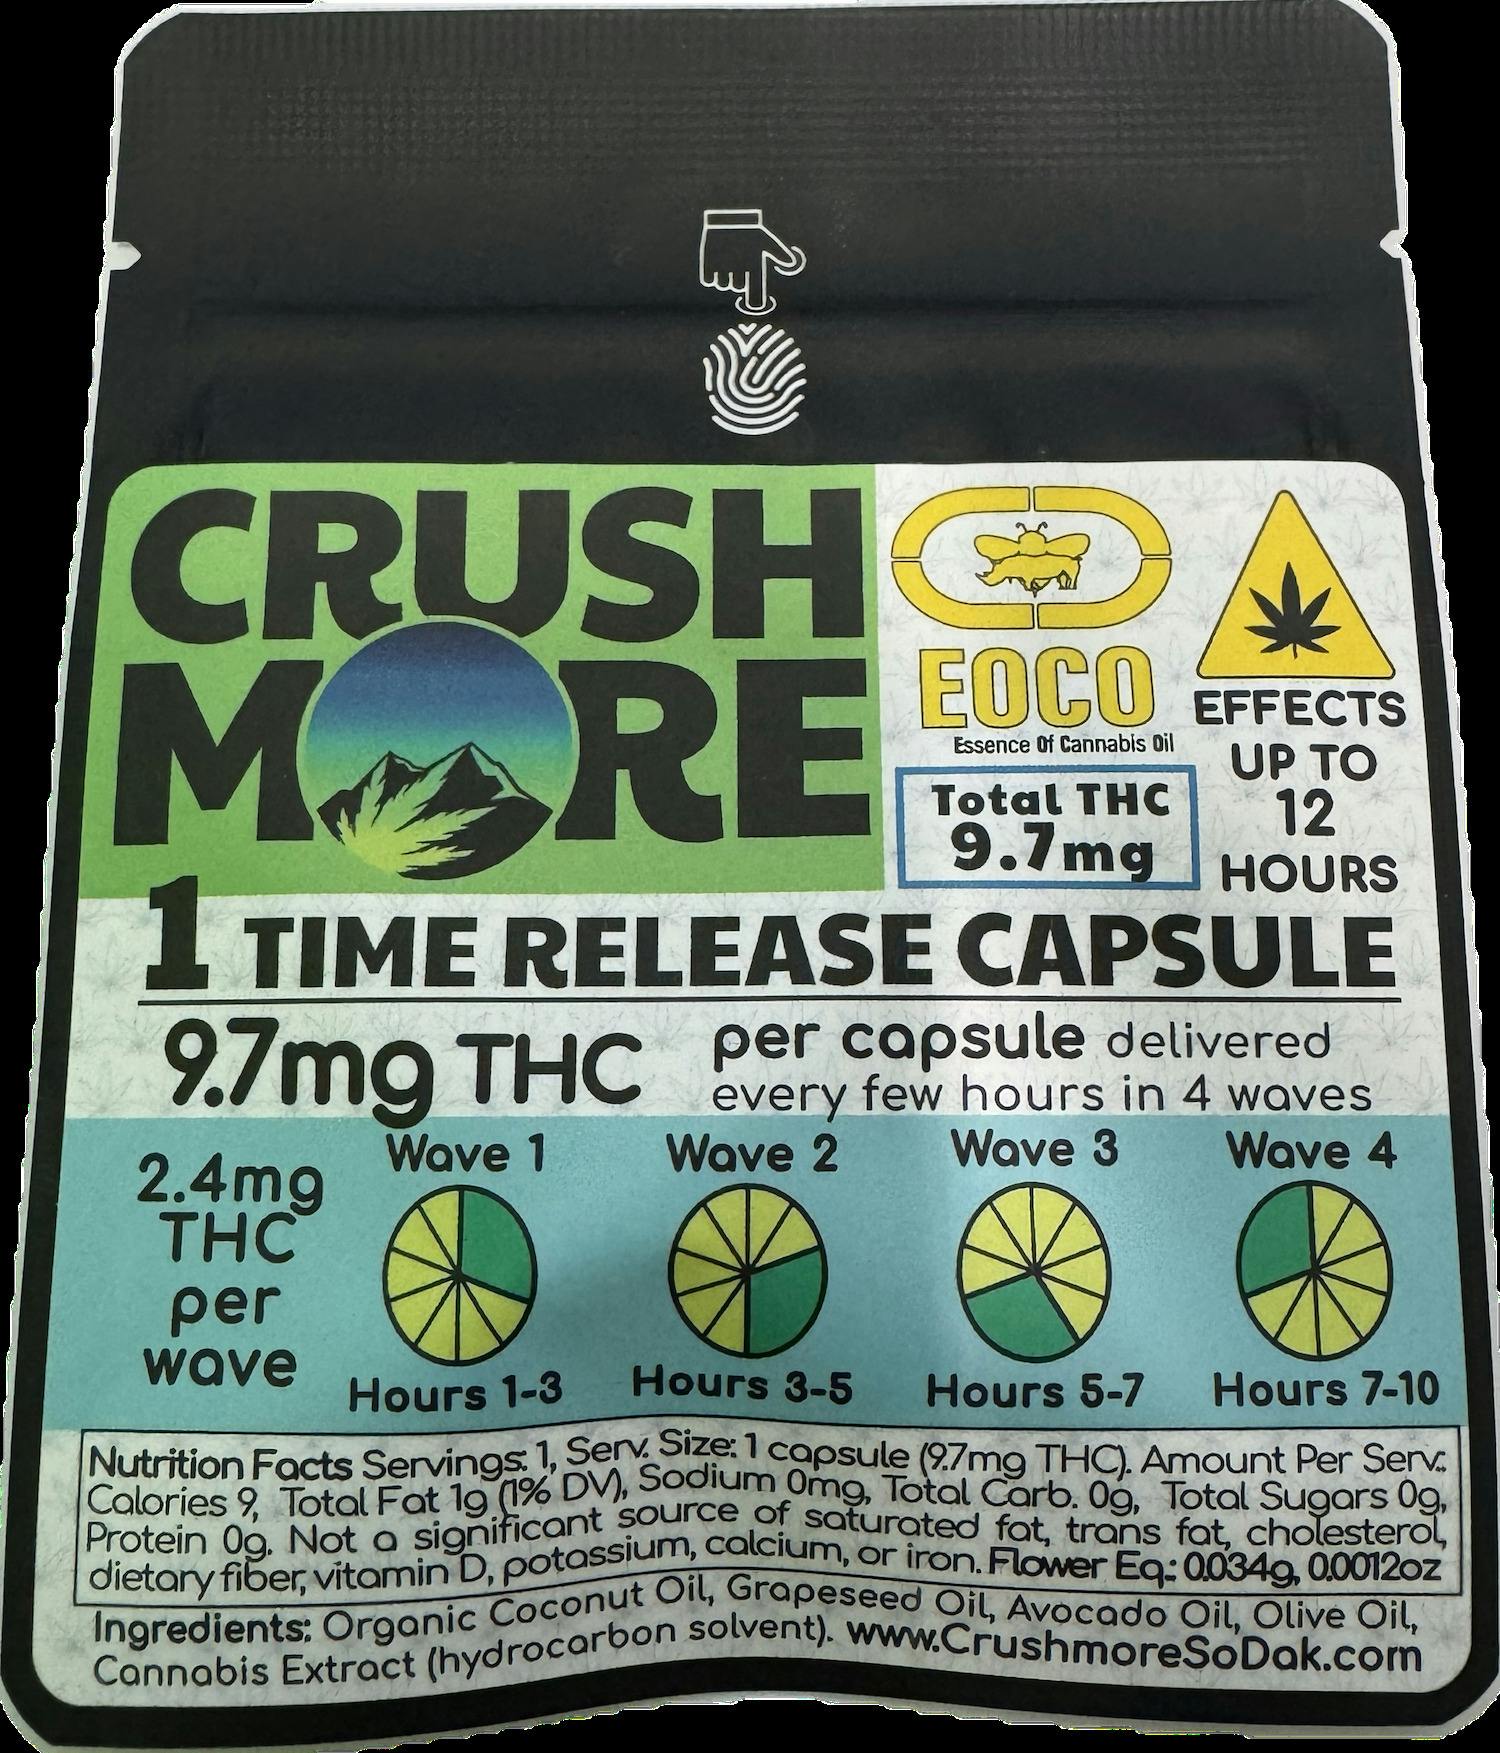 CRUSH
MORE
EOCO
Essence Of Cannabis Oil
Total THC
9.7mg
EFFECTS
UP TO
12
HOURS
1 TIME RELEASE CAPSULE
9.7mg THC
per capsule delivered
every few hours in 4 waves
2.4mg
THC
per
wave
Wave 1
Hours 1-3
Wave 2
Hours 3-5
Wave 3
Hours 5-7
Wave 4
Hours 7-10
Nutrition Facts Servings: 1, Serv. Size: 1 capsule (9.7mg THC). Amount Per Serv.:
Calories 9, Total Fat 1g (1% DV), Sodium 0mg, Total Carb. 0g, Total Sugars 0g,
Protein 0g. Not a significant source of saturated fat, trans fat, cholesterol,
dietary fiber, vitamin D, potassium, calcium, or iron. Flower Eq.: 0.034g, 0.0012oz
Ingredients: Organic Coconut Oil, Grapeseed Oil, Avocado Oil, Olive Oil,
Cannabis Extract (hydrocarbon solvent). www.CrushmoreSoDak.com